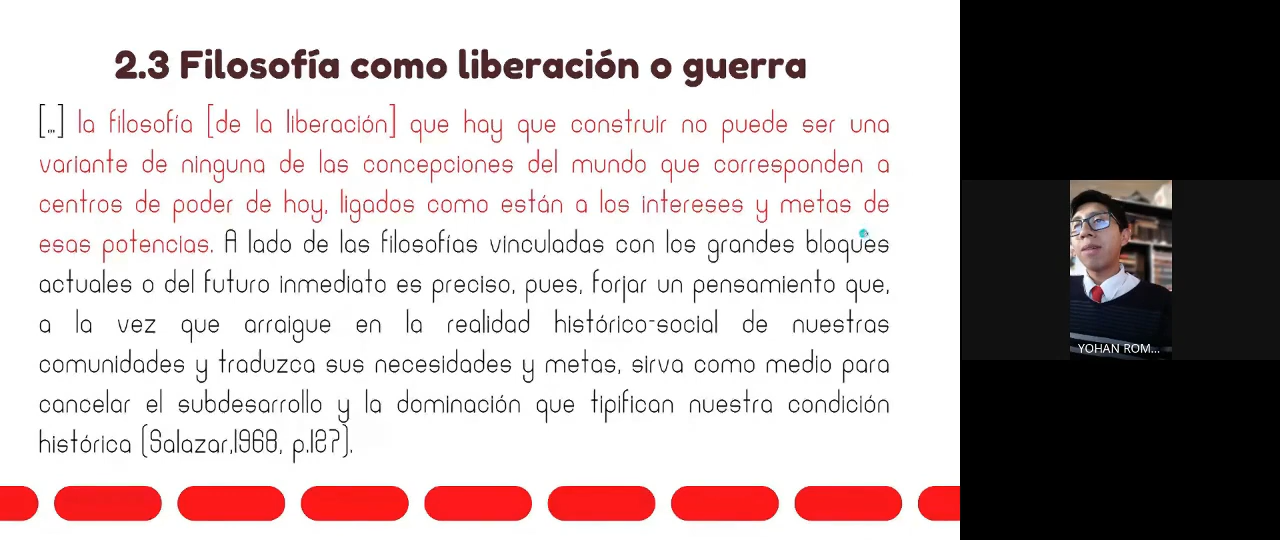 2.3 Filosofía como liberación o guerra
[...] la filosofía [de la liberación] que hay que construir no puede ser una
variante de ninguna de las concepciones del mundo que corresponden a
centros de poder de hoy, ligados como están a los intereses y metas de
esas potencias. A lado de las filosofías vinculadas con los grandes bloques
actuales o del futuro inmediato es preciso, pues, forjar un pensamiento que,
a la vez que arraigue en la realidad histórico-social de nuestras
comunidades y traduzca sus necesidades y metas, sirva como medio para
cancelar el subdesarrollo y la dominación que tipifican nuestra condición
histórica (Salazar,1968, p.127).
YOHAN ROM...